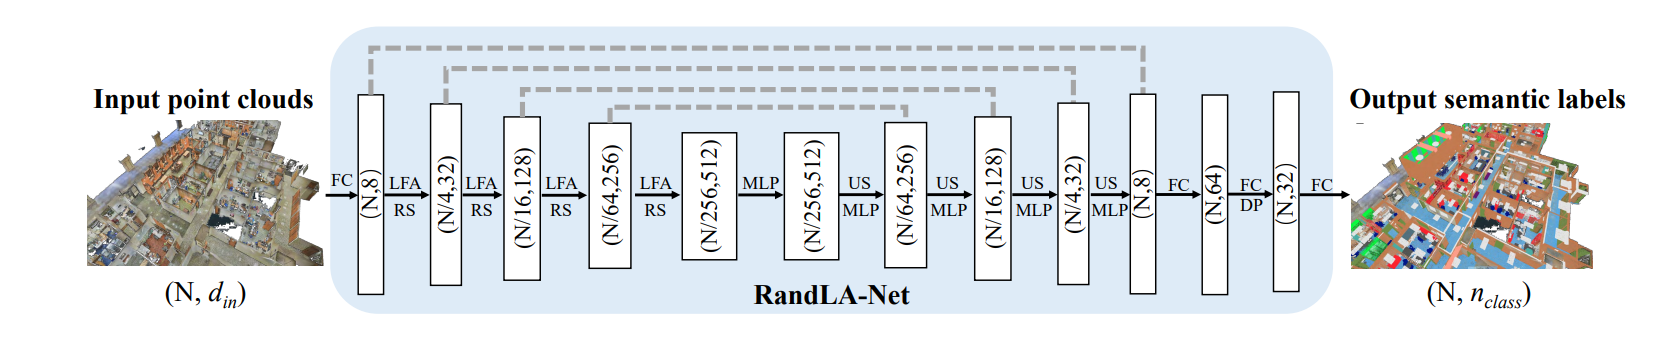 Input point clouds
(N, d_in)
FC
(N,8)
LFA
RS
(N/4,32)
LFA
RS
(N/16,128)
LFA
RS
(N/64,256)
LFA
RS
(N/256,512)
MLP
(N/256,512)
US
MLP
(N/64,256)
US
MLP
(N/16,128)
US
MLP
(N/4,32)
US
MLP
(N,8)
FC
(N,64)
FC
DP
(N,32)
FC
RandLA-Net
Output semantic labels
(N, n_class)